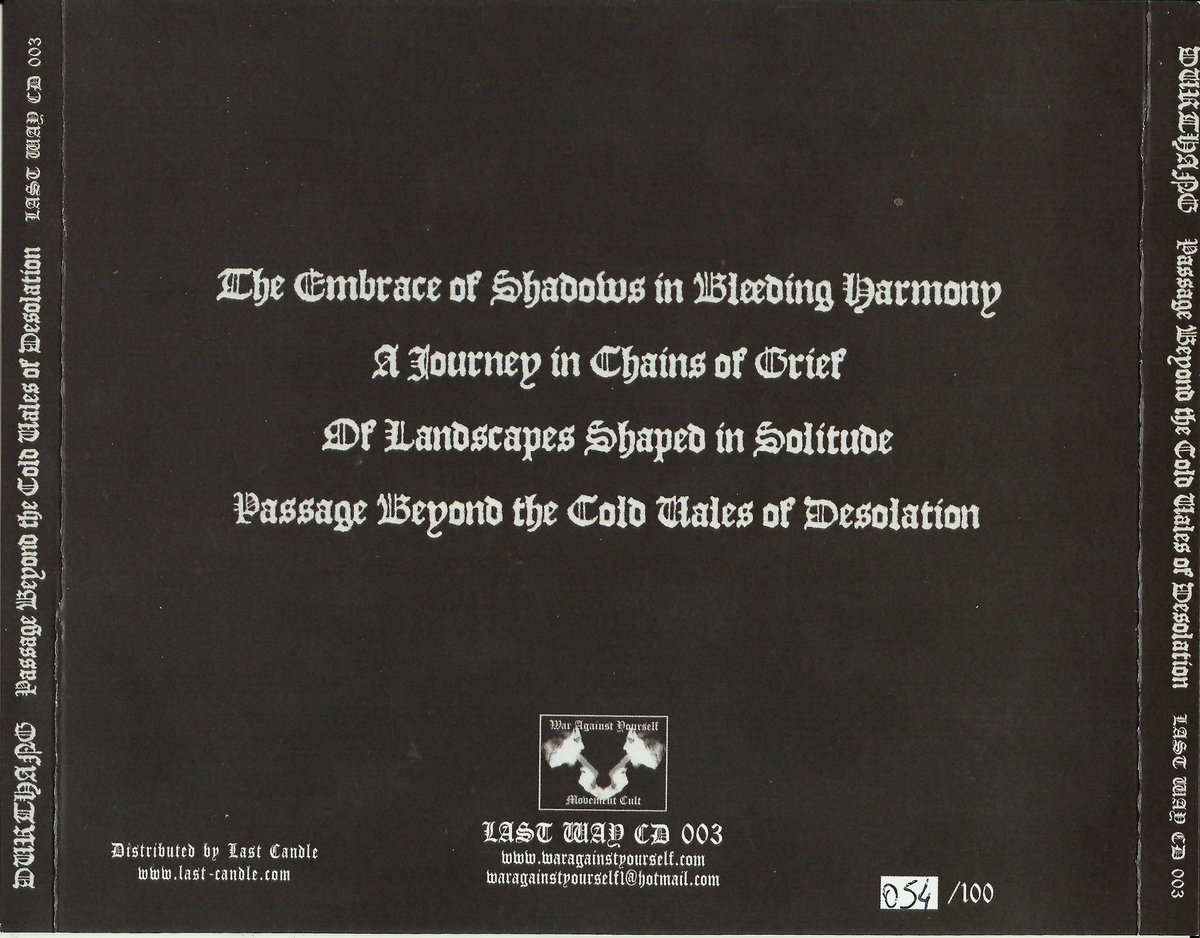 DURTHANG Passage Beyond the Cold Vales of Desolation LAST WAY CD 003
The Embrace of Shadows in Bleeding Harmony
A Journey in Chains of Grief
Of Landscapes Shaped in Solitude
Passage Beyond the Cold Vales of Desolation
War Against Yourself
Movement Cult
LAST WAY CD 003
www.waragainstyourself.com
waragainstyourself1@hotmail.com
Distributed by Last Candle
www.last-candle.com
054 /100
DURTHANG Passage Beyond the Cold Vales of Desolation LAST WAY CD 003